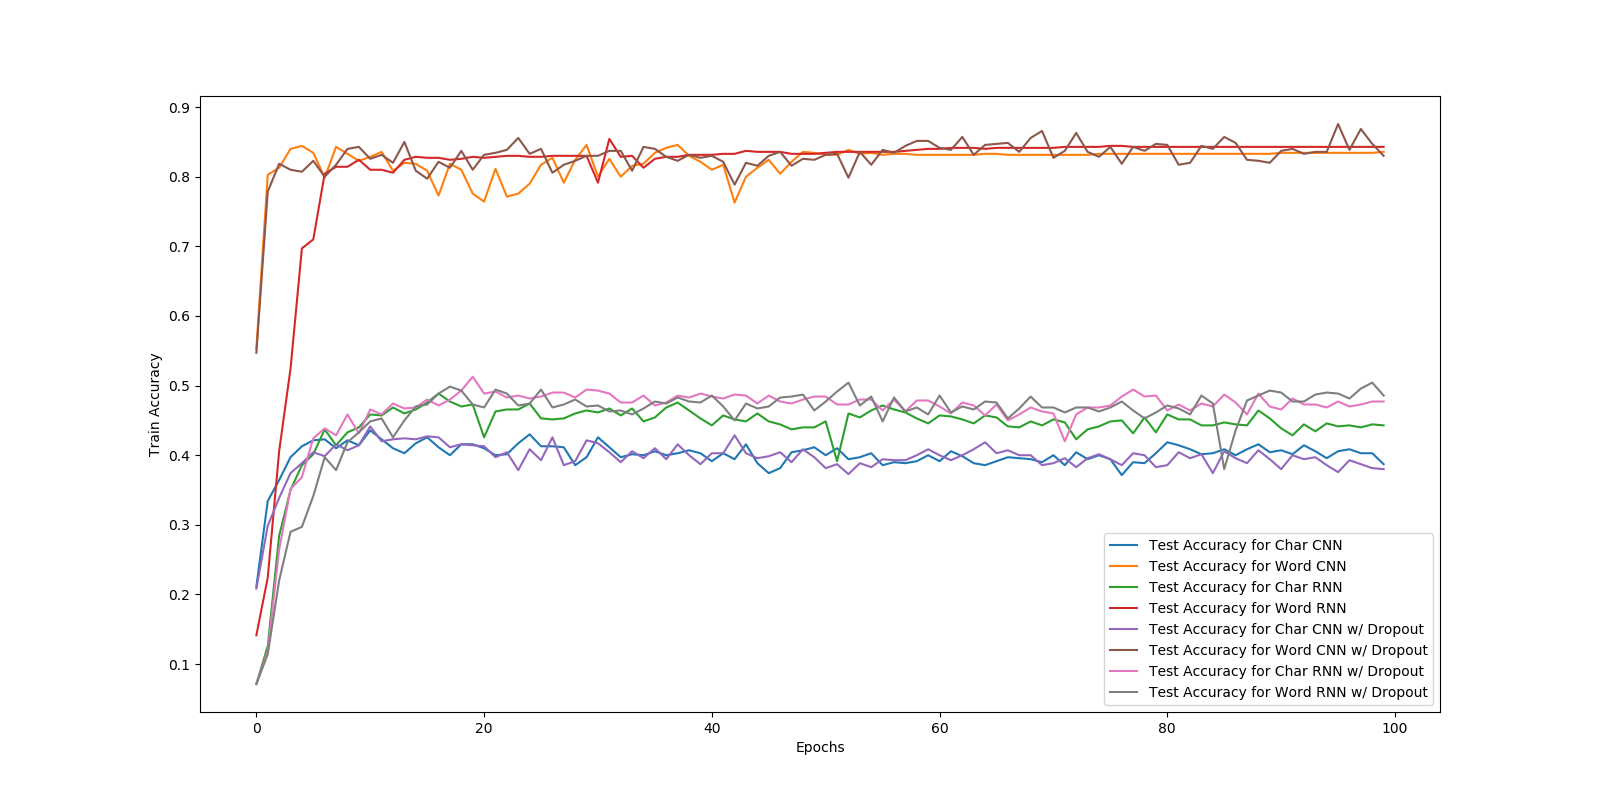 0.9
0.8
0.7
0.6
0.5
0.4
0.3
0.2
0.1
Train Accuracy
0 20 40 60 80 100
Epochs
Test Accuracy for Char CNN
Test Accuracy for Word CNN
Test Accuracy for Char RNN
Test Accuracy for Word RNN
Test Accuracy for Char CNN w/ Dropout
Test Accuracy for Word CNN w/ Dropout
Test Accuracy for Char RNN w/ Dropout
Test Accuracy for Word RNN w/ Dropout